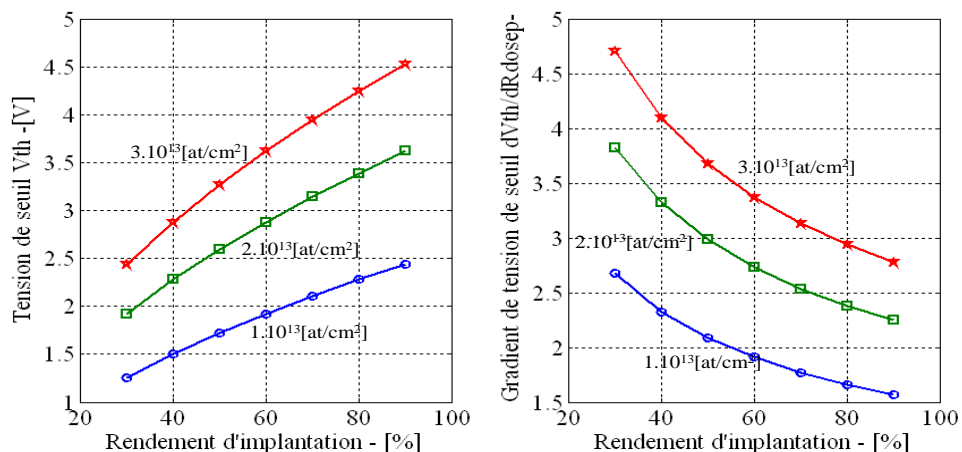 Tension de seuil Vth -[V]
5
4.5
4
3.5
3
2.5
2
1.5
1
3.10¹³[at/cm²]
2.10¹³[at/cm²]
1.10¹³[at/cm²]
20 40 60 80 100
Rendement d'implantation - [%]
Gradient de tension de seuil dVth/dRdosep-
5
4.5
4
3.5
3
2.5
2
1.5
3.10¹³[at/cm²]
2.10¹³[at/cm²]
1.10¹³[at/cm²]
20 40 60 80 100
Rendement d'implantation - [%]